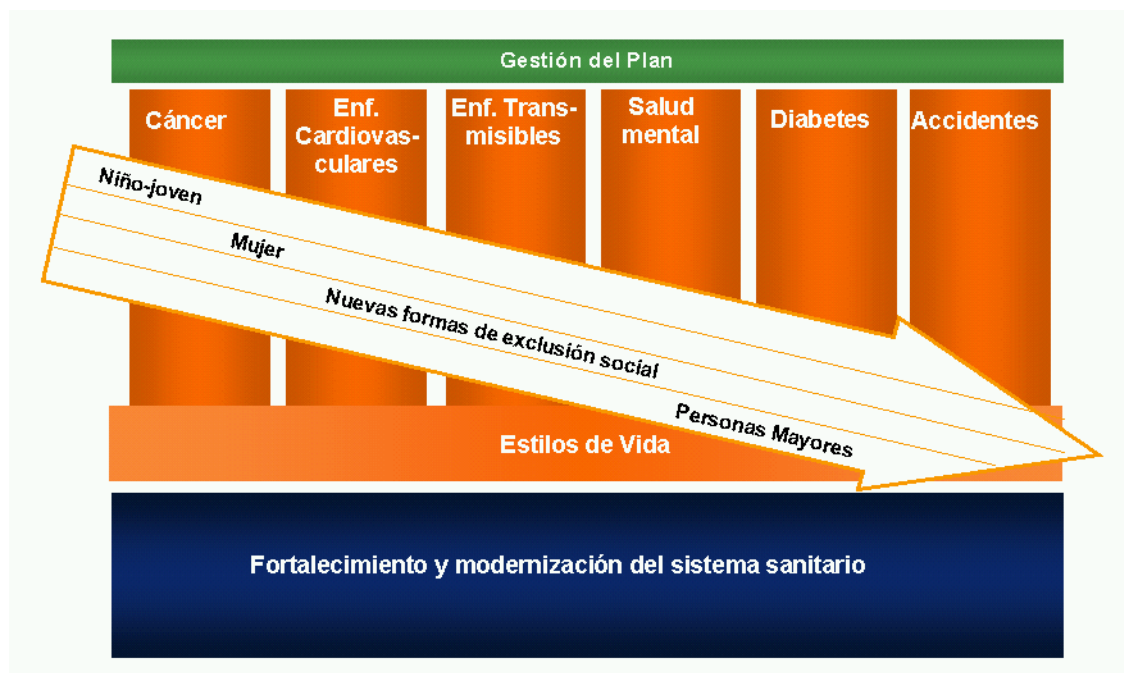 Gestión del Plan
Cáncer
Enf.
Cardiovas-
culares
Enf. Trans-
misibles
Salud
mental
Diabetes
Accidentes
Niño-joven
Mujer
Nuevas formas de exclusión social
Personas Mayores
Estilos de Vida
Fortalecimiento y modernización del sistema sanitario